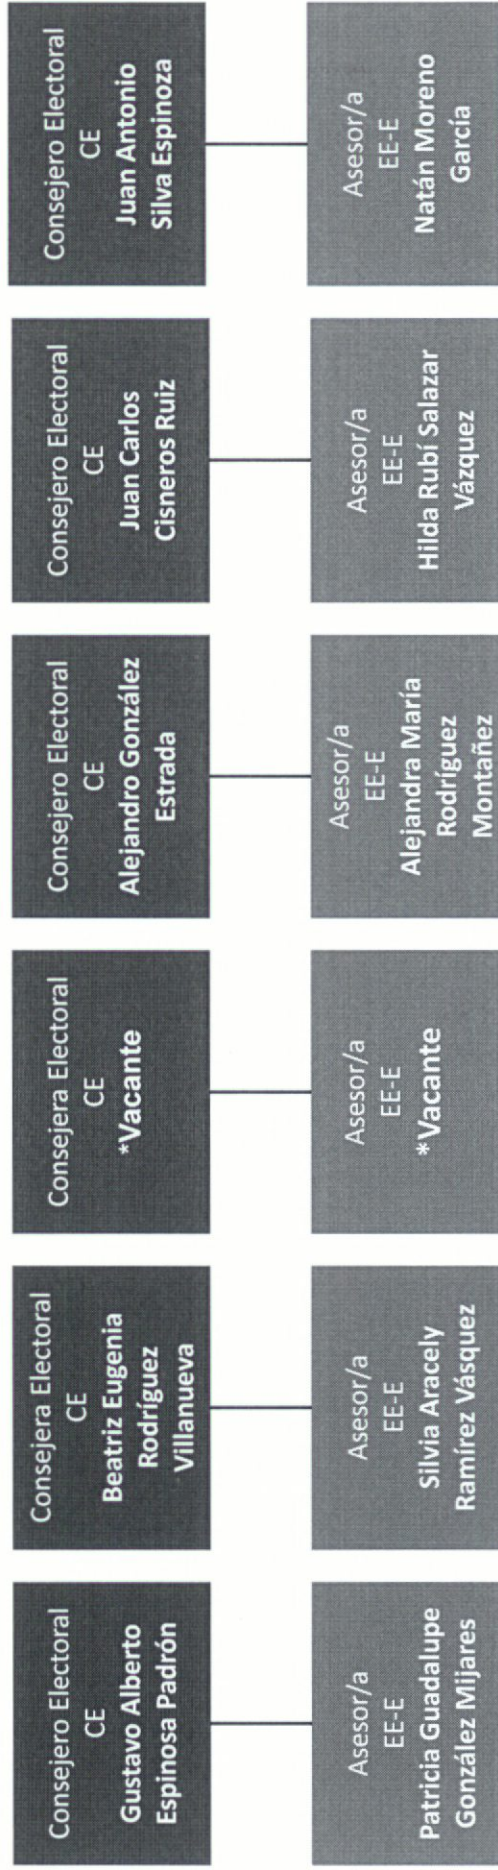 Consejero Electoral
CE
Gustavo Alberto
Espinosa Padrón
Consejera Electoral
CE
Beatriz Eugenia
Rodríguez
Villanueva
Consejera Electoral
CE
*Vacante
Consejero Electoral
CE
Alejandro González
Estrada
Consejero Electoral
CE
Juan Carlos
Cisneros Ruiz
Consejero Electoral
CE
Juan Antonio
Silva Espinoza
Asesor/a
EE-E
Patricia Guadalupe
González Mijares
Asesor/a
EE-E
Silvia Aracely
Ramírez Vásquez
Asesor/a
EE-E
*Vacante
Asesor/a
EE-E
Alejandra María
Rodríguez
Montañez
Asesor/a
EE-E
Hilda Rubí Salazar
Vázquez
Asesor/a
EE-E
Natán Moreno
García